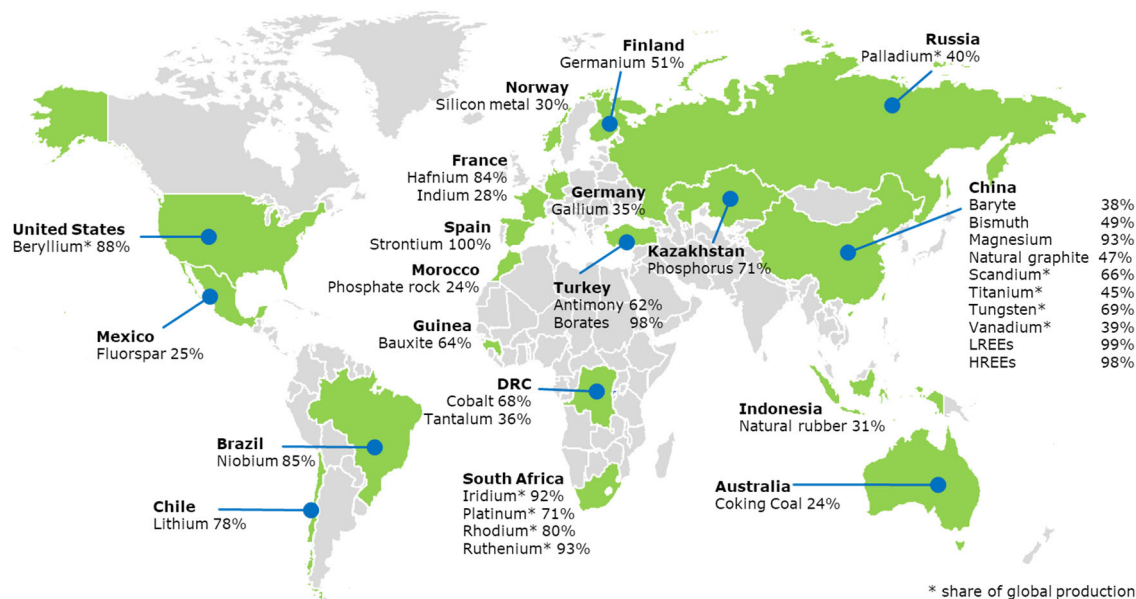 Finland
Germanium 51%
Russia
Palladium* 40%
Norway
Silicon metal 30%
France
Hafnium 84%
Indium 28%
Germany
Gallium 35%
China
Baryte 38%
Bismuth 49%
Magnesium 93%
Natural graphite 47%
Scandium* 66%
Titanium* 45%
Tungsten* 69%
Vanadium* 39%
LREEs 99%
HREEs 98%
United States
Beryllium* 88%
Spain
Strontium 100%
Kazakhstan
Phosphorus 71%
Morocco
Phosphate rock 24%
Turkey
Antimony 62%
Borates 98%
Mexico
Fluorspar 25%
Guinea
Bauxite 64%
DRC
Cobalt 68%
Tantalum 36%
Indonesia
Natural rubber 31%
Brazil
Niobium 85%
South Africa
Iridium* 92%
Platinum* 71%
Rhodium* 80%
Ruthenium* 93%
Australia
Coking Coal 24%
Chile
Lithium 78%
* share of global production